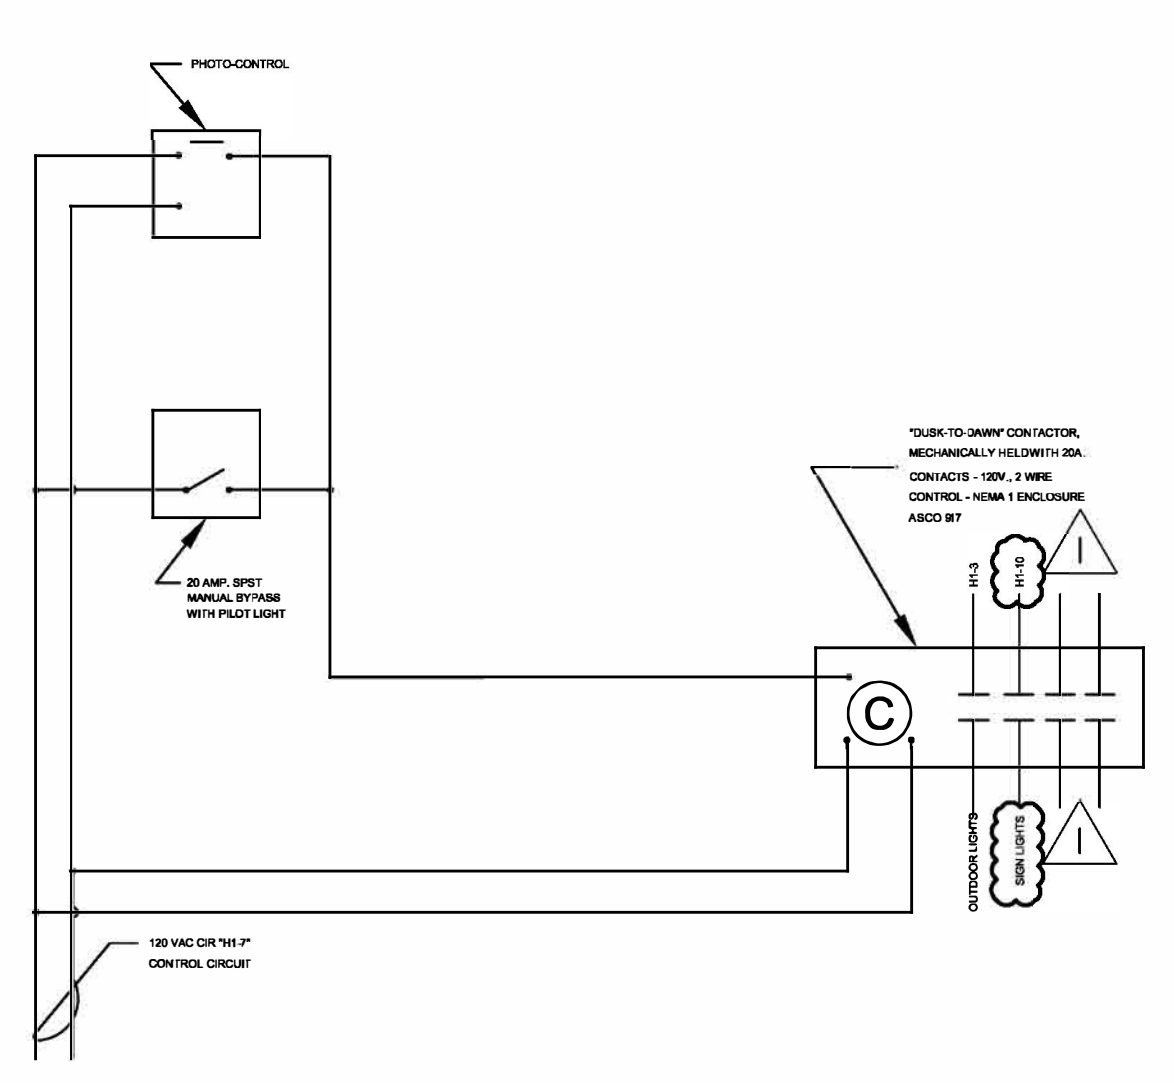 PHOTO-CONTROL
"DUSK-TO-DAWN" CONTACTOR,
MECHANICALLY HELDWITH 20A.
CONTACTS - 120V., 2 WIRE
CONTROL - NEMA 1 ENCLOSURE
ASCO 917
H1-3
H1-10
1
20 AMP. SPST
MANUAL BYPASS
WITH PILOT LIGHT
C
OUTDOOR LIGHTS
SIGN LIGHTS
1
120 VAC CIR "H1-7"
CONTROL CIRCUIT